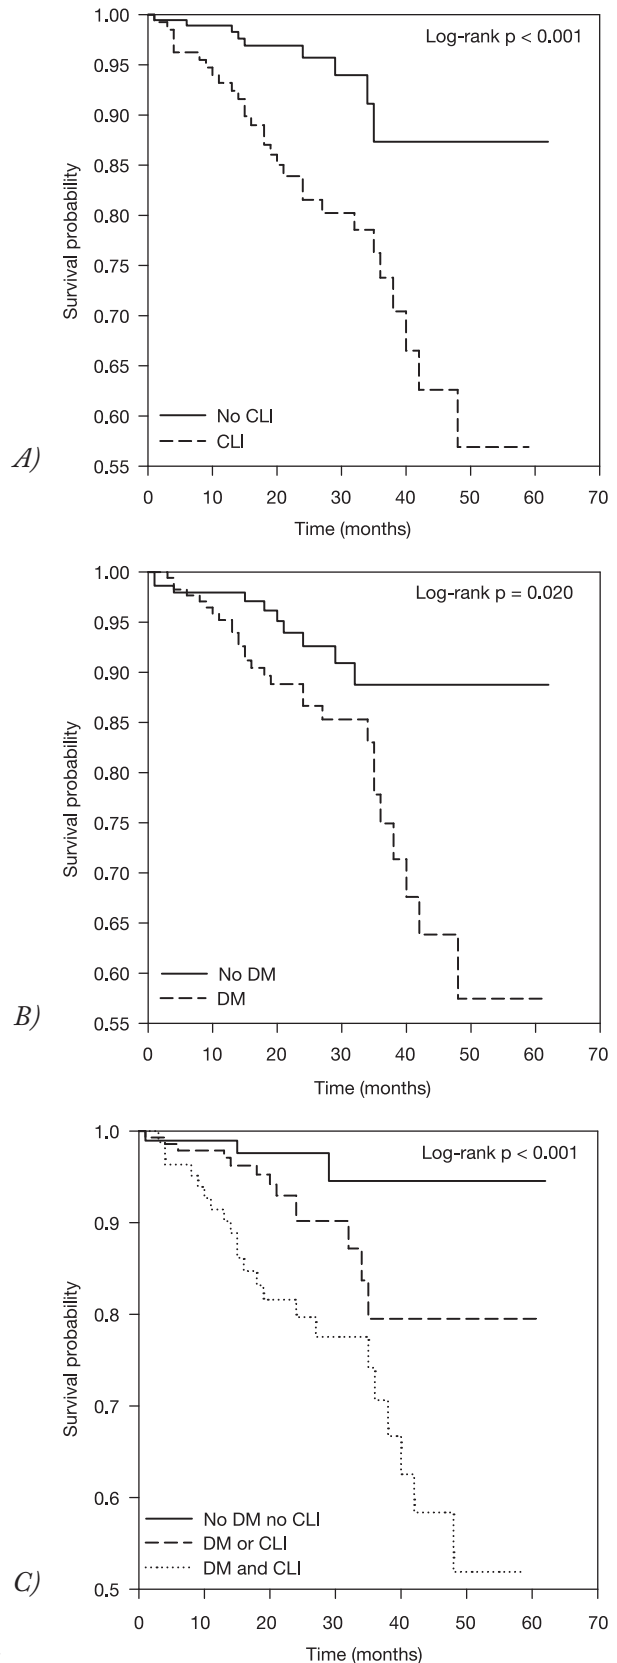 Log-rank p < 0.001
1.00
0.95
0.90
0.85
0.80
0.75
0.70
0.65
0.60
0.55
Survival probability
No CLI
CLI
A)
0 10 20 30 40 50 60 70
Time (months)
Log-rank p = 0.020
1.00
0.95
0.90
0.85
0.80
0.75
0.70
0.65
0.60
0.55
Survival probability
No DM
DM
B)
0 10 20 30 40 50 60 70
Time (months)
Log-rank p < 0.001
1.0
0.9
0.8
0.7
0.6
0.5
Survival probability
No DM no CLI
DM or CLI
DM and CLI
C)
0 10 20 30 40 50 60 70
Time (months)